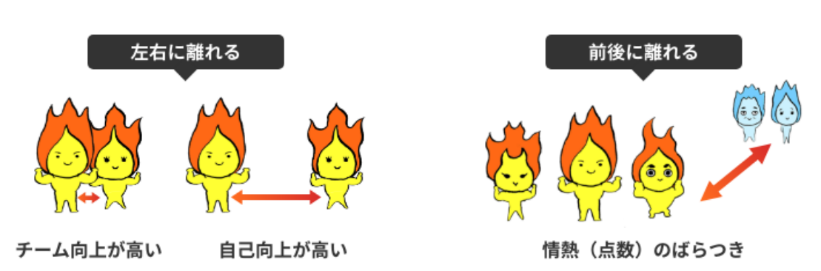 左右に離れる
前後に離れる
チーム向上が高い
自己向上が高い
情熱（点数）のばらつき